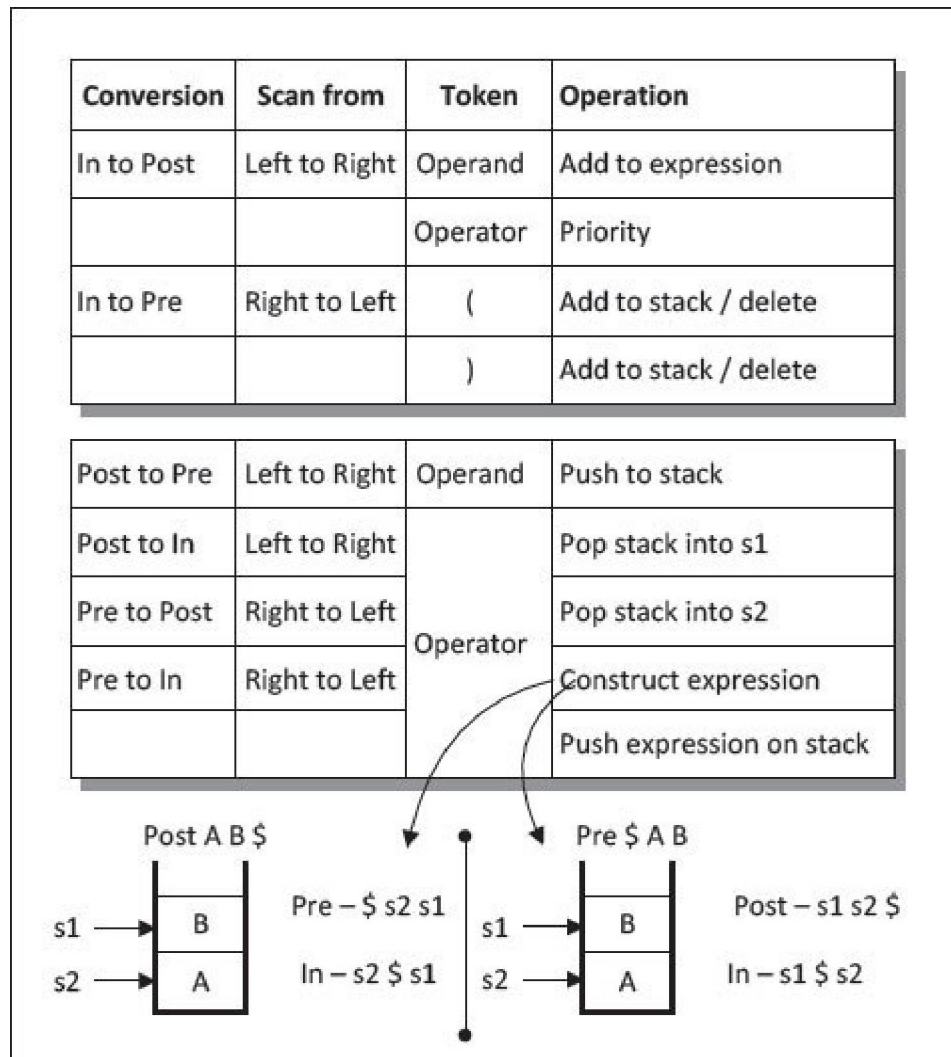 Conversion Scan from Token Operation
In to Post Left to Right Operand Add to expression
Operator Priority
In to Pre Right to Left ( Add to stack / delete
) Add to stack / delete
Post to Pre Left to Right Operand Push to stack
Post to In Left to Right Pop stack into s1
Pre to Post Right to Left Pop stack into s2
Operator
Pre to In Right to Left Construct expression
Push expression on stack
Post A B $
Pre – $ s2 s1
s1 B
In – s2 $ s1
s2 A
Pre $ A B
Post – s1 s2 $
s1 B
In – s1 $ s2
s2 A